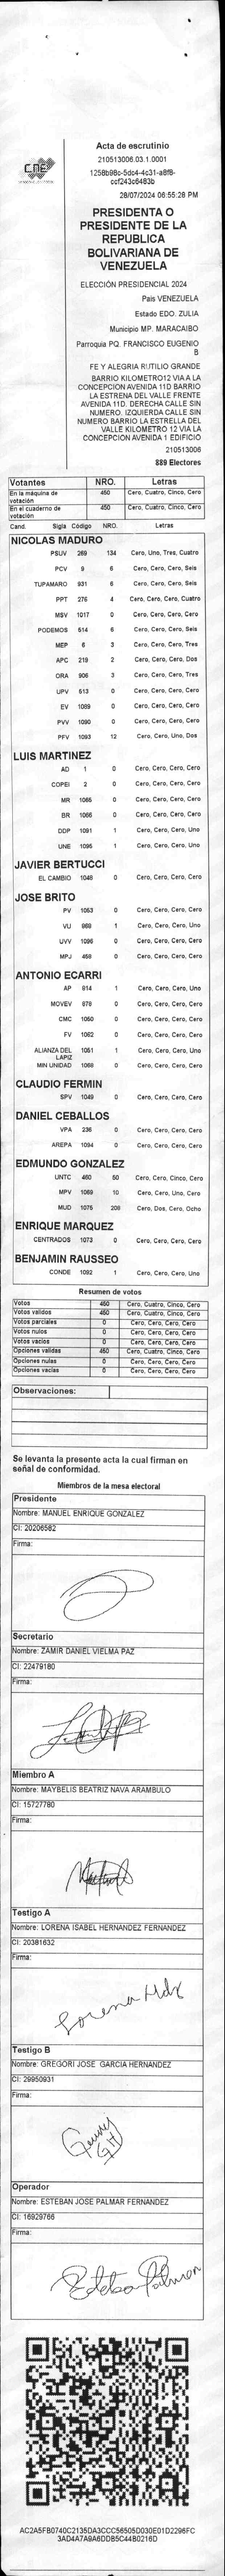 CNE
Acta de escrutinio
210513006.03.1.0001
1258b98c-5dc4-4c31-a8f8-
ccf243c6483b
28/07/2024 06:55:28 PM
PRESIDENTA O
PRESIDENTE DE LA
REPUBLICA
BOLIVARIANA DE
VENEZUELA
ELECCIÓN PRESIDENCIAL 2024
País VENEZUELA
Estado EDO. ZULIA
Municipio MP. MARACAIBO
Parroquia PQ. FRANCISCO EUGENIO
B
FE Y ALEGRIA RUTILIO GRANDE
BARRIO KILOMETRO12 VIA A LA
CONCEPCION AVENIDA 11D BARRIO
LA ESTRENA DEL VALLE FRENTE
AVENIDA 11D. DERECHA CALLE SIN
NUMERO. IZQUIERDA CALLE SIN
NUMERO BARRIO LA ESTRELLA DEL
VALLE KILOMETRO 12 VIA LA
CONCEPCION AVENIDA 1 EDIFICIO
210513006
889 Electores
Votantes NRO. Letras
En la máquina de votación 450 Cero, Cuatro, Cinco, Cero
En el cuaderno de votación 450 Cero, Cuatro, Cinco, Cero
Cand. Sigla Código NRO. Letras
NICOLAS MADURO
PSUV 269 134 Cero, Uno, Tres, Cuatro
PCV 9 6 Cero, Cero, Cero, Seis
TUPAMARO 931 6 Cero, Cero, Cero, Seis
PPT 276 4 Cero, Cero, Cero, Cuatro
MSV 1017 0 Cero, Cero, Cero, Cero
PODEMOS 514 6 Cero, Cero, Cero, Seis
MEP 6 3 Cero, Cero, Cero, Tres
APC 219 2 Cero, Cero, Cero, Dos
ORA 906 3 Cero, Cero, Cero, Tres
UPV 613 0 Cero, Cero, Cero, Cero
EV 1089 0 Cero, Cero, Cero, Cero
PVV 1090 0 Cero, Cero, Cero, Cero
PFV 1093 12 Cero, Cero, Uno, Dos
LUIS MARTINEZ
AD 1 0 Cero, Cero, Cero, Cero
COPEI 2 0 Cero, Cero, Cero, Cero
MR 1065 0 Cero, Cero, Cero, Cero
BR 1066 0 Cero, Cero, Cero, Cero
DDP 1091 1 Cero, Cero, Cero, Uno
UNE 1095 1 Cero, Cero, Cero, Uno
JAVIER BERTUCCI
EL CAMBIO 1048 0 Cero, Cero, Cero, Cero
JOSE BRITO
PV 1053 0 Cero, Cero, Cero, Cero
VU 869 1 Cero, Cero, Cero, Uno
UVV 1096 0 Cero, Cero, Cero, Cero
MPJ 458 0 Cero, Cero, Cero, Cero
ANTONIO ECARRI
AP 914 1 Cero, Cero, Cero, Uno
MOVEV 678 0 Cero, Cero, Cero, Cero
CMC 1050 0 Cero, Cero, Cero, Cero
FV 1062 0 Cero, Cero, Cero, Cero
ALIANZA DEL LAPIZ 1051 1 Cero, Cero, Cero, Uno
MIN UNIDAD 1068 0 Cero, Cero, Cero, Cero
CLAUDIO FERMIN
SPV 1049 0 Cero, Cero, Cero, Cero
DANIEL CEBALLOS
VPA 236 0 Cero, Cero, Cero, Cero
AREPA 1094 0 Cero, Cero, Cero, Cero
EDMUNDO GONZALEZ
UNTC 460 50 Cero, Cero, Cinco, Cero
MPV 1069 10 Cero, Cero, Uno, Cero
MUD 1075 208 Cero, Dos, Cero, Ocho
ENRIQUE MARQUEZ
CENTRADOS 1073 0 Cero, Cero, Cero, Cero
BENJAMIN RAUSSEO
CONDE 1092 1 Cero, Cero, Cero, Uno
Resumen de votos
Votos 450 Cero, Cuatro, Cinco, Cero
Votos validos 450 Cero, Cuatro, Cinco, Cero
Votos parciales 0 Cero, Cero, Cero, Cero
Votos nulos 0 Cero, Cero, Cero, Cero
Votos vacios 0 Cero, Cero, Cero, Cero
Opciones validas 450 Cero, Cuatro, Cinco, Cero
Opciones nulas 0 Cero, Cero, Cero, Cero
Opciones vacias 0 Cero, Cero, Cero, Cero
Observaciones:
Se levanta la presente acta la cual firman en
señal de conformidad.
Miembros de la mesa electoral
Presidente
Nombre: MANUEL ENRIQUE GONZALEZ
CI: 20206582
Firma:
Secretario
Nombre: ZAMIR DANIEL VIELMA PAZ
CI: 22479180
Firma:
Miembro A
Nombre: MAYBELIS BEATRIZ NAVA ARAMBULO
CI: 15727780
Firma:
Testigo A
Nombre: LORENA ISABEL HERNANDEZ FERNANDEZ
CI: 20381632
Firma:
Lorena Hdz
Testigo B
Nombre: GREGORI JOSE GARCIA HERNANDEZ
CI: 29950931
Firma:
Operador
Nombre: ESTEBAN JOSE PALMAR FERNANDEZ
CI: 16929766
Firma:
Esteban Palmar
AC2A5FB0740C2135DA3CCC56505D030E01D2296FC
3AD4A7A9A6DDB5C44B0216D